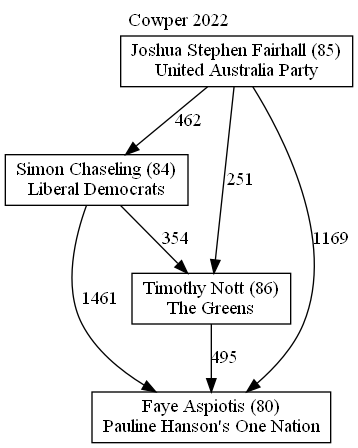 Cowper 2022
Joshua Stephen Fairhall (85)
United Australia Party
462
Simon Chaseling (84)
Liberal Democrats
251
1169
354
1461
Timothy Nott (86)
The Greens
495
Faye Aspiotis (80)
Pauline Hanson's One Nation